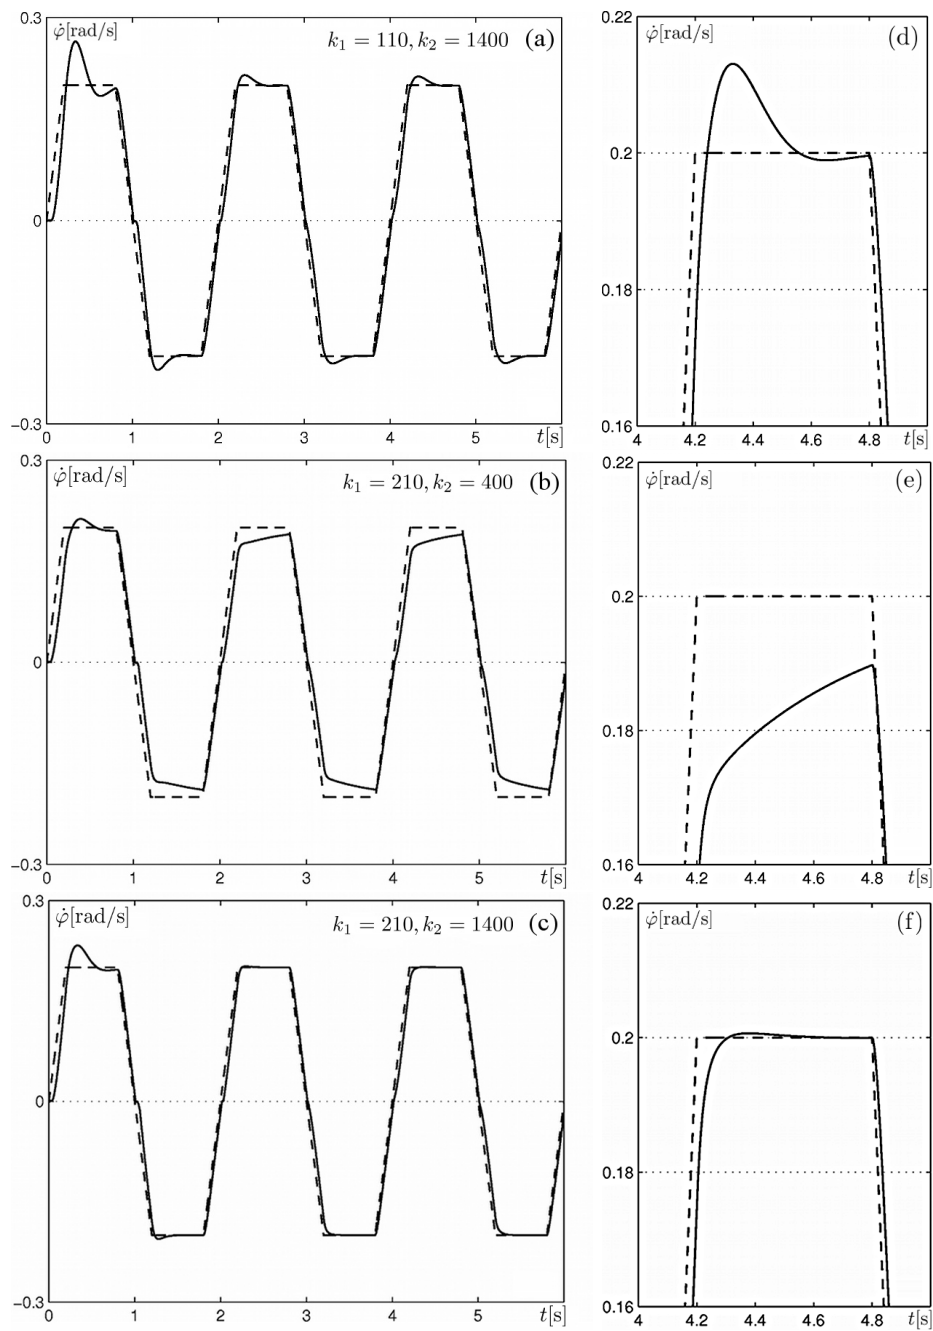 0.3
φ̇[rad/s]
k₁ = 110, k₂ = 1400 (a)
0
−0.3
0 1 2 3 4 5 t[s]
0.22
φ̇[rad/s] (d)
0.2
0.18
0.16
4 4.2 4.4 4.6 4.8 t[s]
0.3
φ̇[rad/s]
k₁ = 210, k₂ = 400 (b)
0
−0.3
0 1 2 3 4 5 t[s]
0.22
φ̇[rad/s] (e)
0.2
0.18
0.16
4 4.2 4.4 4.6 4.8 t[s]
0.3
φ̇[rad/s]
k₁ = 210, k₂ = 1400 (c)
0
−0.3
0 1 2 3 4 5 t[s]
0.22
φ̇[rad/s] (f)
0.2
0.18
0.16
4 4.2 4.4 4.6 4.8 t[s]